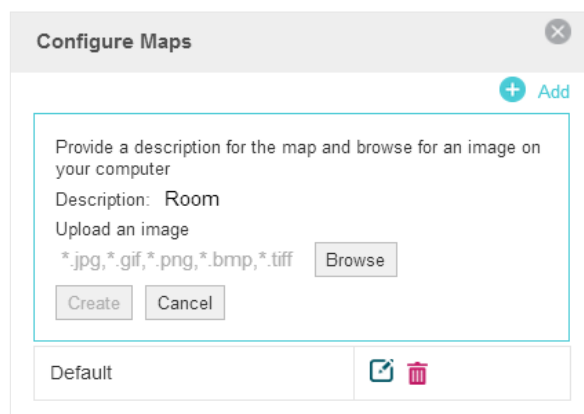 Configure Maps
Add
Provide a description for the map and browse for an image on
your computer
Description: Room
Upload an image
*.jpg,*.gif,*.png,*.bmp,*.tiff Browse
Create Cancel
Default